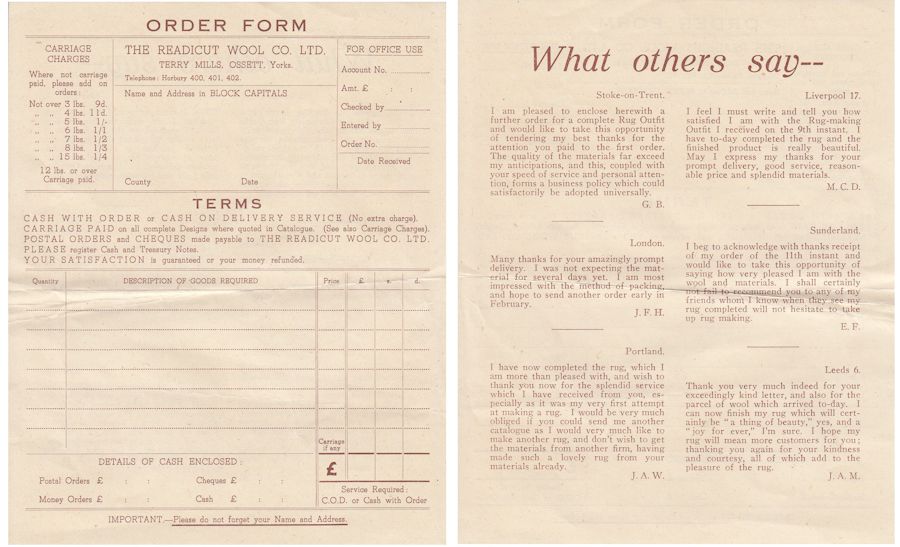 ORDER FORM
CARRIAGE
CHARGES
Where not carriage
paid, please add on
orders:
Not over 3 lbs. 9d.
" " 4 lbs. 11d.
" " 5 lbs. 1/-
" " 6 lbs. 1/1
" " 7 lbs. 1/2
" " 8 lbs. 1/3
" " 15 lbs. 1/4
12 lbs. or over
Carriage paid.
THE READICUT WOOL CO. LTD.
TERRY MILLS, OSSETT, Yorks.
Telephone: Horbury 400, 401, 402.
Name and Address in BLOCK CAPITALS
County Date
FOR OFFICE USE
Account No.
Amt. £ : :
Checked by
Entered by
Order No.
Date Received
TERMS
CASH WITH ORDER or CASH ON DELIVERY SERVICE (No extra charge).
CARRIAGE PAID on all complete Designs where quoted in Catalogue. (See also Carriage Charges).
POSTAL ORDERS and CHEQUES made payable to THE READICUT WOOL CO. LTD.
PLEASE register Cash and Treasury Notes.
YOUR SATISFACTION is guaranteed or your money refunded.
Quantity DESCRIPTION OF GOODS REQUIRED Price £ s. d.
Carriage
if any
£
DETAILS OF CASH ENCLOSED:
Postal Orders £ : : Cheques £ : :
Money Orders £ : : Cash £ : :
Service Required:
C.O.D. or Cash with Order
IMPORTANT.—Please do not forget your Name and Address.
What others say--
Stoke-on-Trent.
I am pleased to enclose herewith a
further order for a complete Rug Outfit
and would like to take this opportunity
of tendering my best thanks for the
attention you paid to the first order.
The quality of the materials far exceed
my anticipations, and this, coupled with
your speed of service and personal atten-
tion, forms a business policy which could
satisfactorily be adopted universally.
G. B.
London.
Many thanks for your amazingly prompt
delivery. I was not expecting the mat-
erial for several days yet. I am most
impressed with the method of packing,
and hope to send another order early in
February.
J. F. H.
Portland.
I have now completed the rug, which I
am more than pleased with, and wish to
thank you now for the splendid service
which I have received from you, es-
pecially as it was my very first attempt
at making a rug. I would be very much
obliged if you could send me another
catalogue as I would very much like to
make another rug, and don't wish to get
the materials from another firm, having
made such a lovely rug from your
materials already.
J. A. W.
Liverpool 17.
I feel I must write and tell you how
satisfied I am with the Rug-making
Outfit I received on the 9th instant. I
have to-day completed the rug and the
finished product is really beautiful.
May I express my thanks for your
prompt delivery, good service, reason-
able price and splendid materials.
M. C. D.
Sunderland.
I beg to acknowledge with thanks receipt
of my order of the 11th instant and
would like to take this opportunity of
saying how very pleased I am with the
wool and materials. I shall certainly
not fail to recommend you to any of my
friends whom I know when they see my
rug completed will not hesitate to take
up rug making.
E. F.
Leeds 6.
Thank you very much indeed for your
exceedingly kind letter, and also for the
parcel of wool which arrived to-day. I
can now finish my rug which will cert-
ainly be "a thing of beauty," yes, and a
"joy for ever," I'm sure. I hope my
rug will mean more customers for you;
thanking you again for your kindness
and courtesy, all of which add to the
pleasure of the rug.
J. A. M.